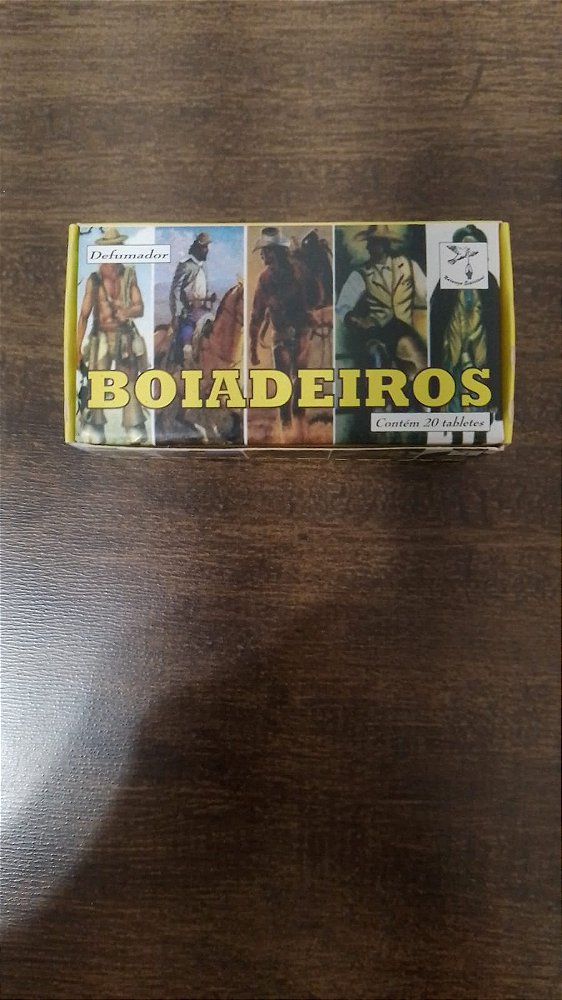 Defumador
BOIADEIROS
Contém 20 tabletes